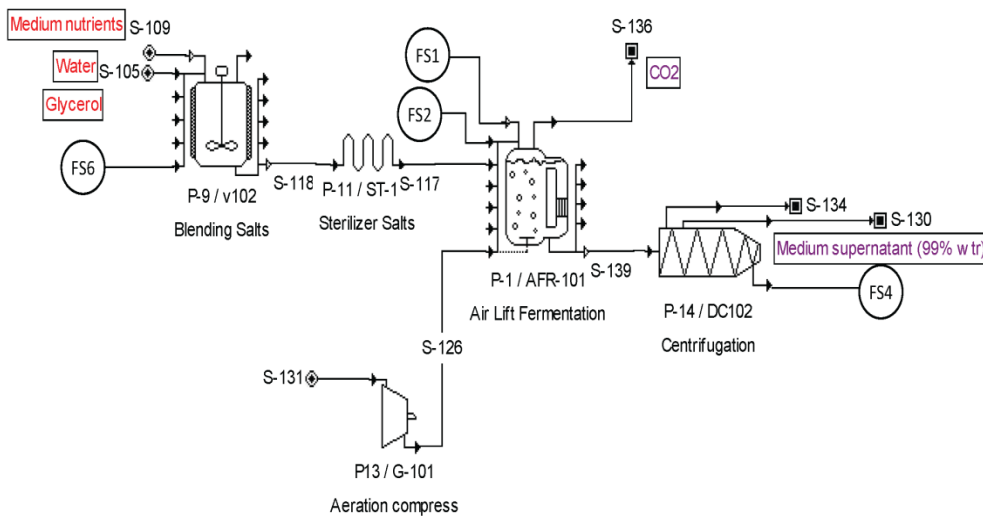 Medium nutrients
S-109
Water
S-105
Glycerol
FS6
P-9 / v102
Blending Salts
S-118
P-11 / ST-1
Sterilizer Salts
S-117
FS1
FS2
S-136
CO2
P-1 / AFR-101
Air Lift Fermentation
S-139
S-134
S-130
Medium supernatant (99% w tr)
FS4
P-14 / DC102
Centrifugation
S-126
S-131
P13 / G-101
Aeration compress